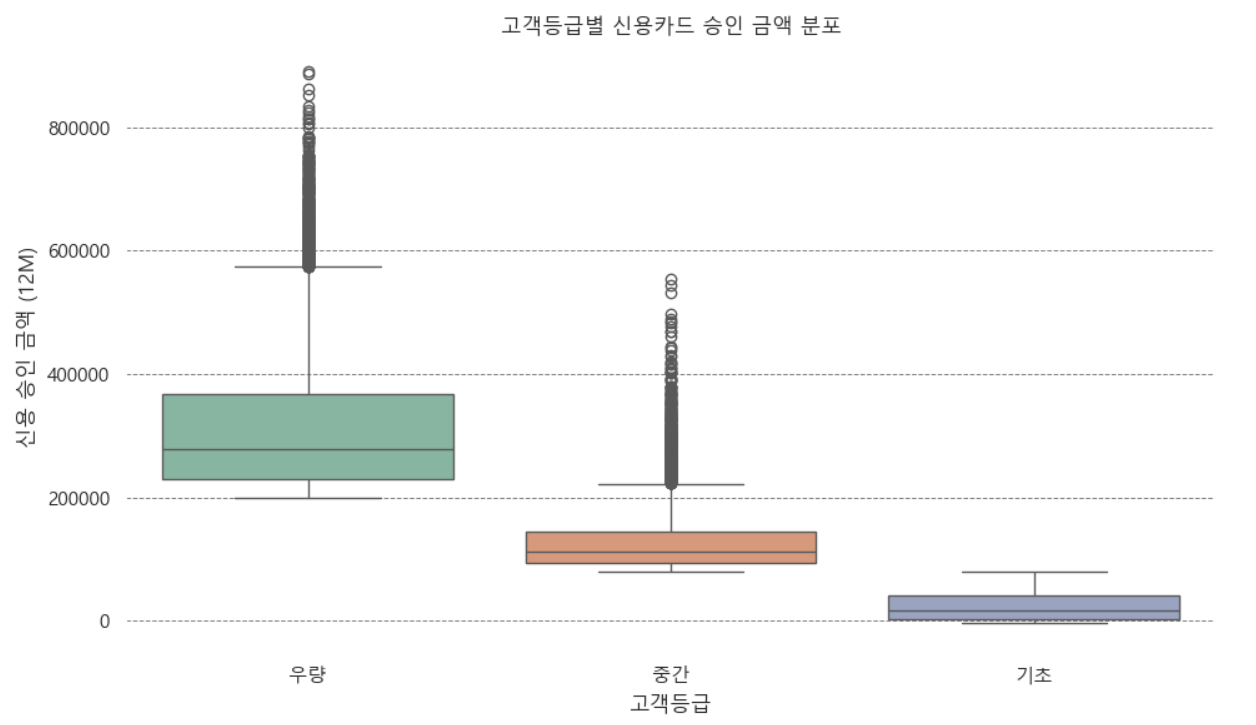 고객등급별 신용카드 승인 금액 분포
신용 승인 금액 (12M)
800000
600000
400000
200000
0
우량
중간
기초
고객등급